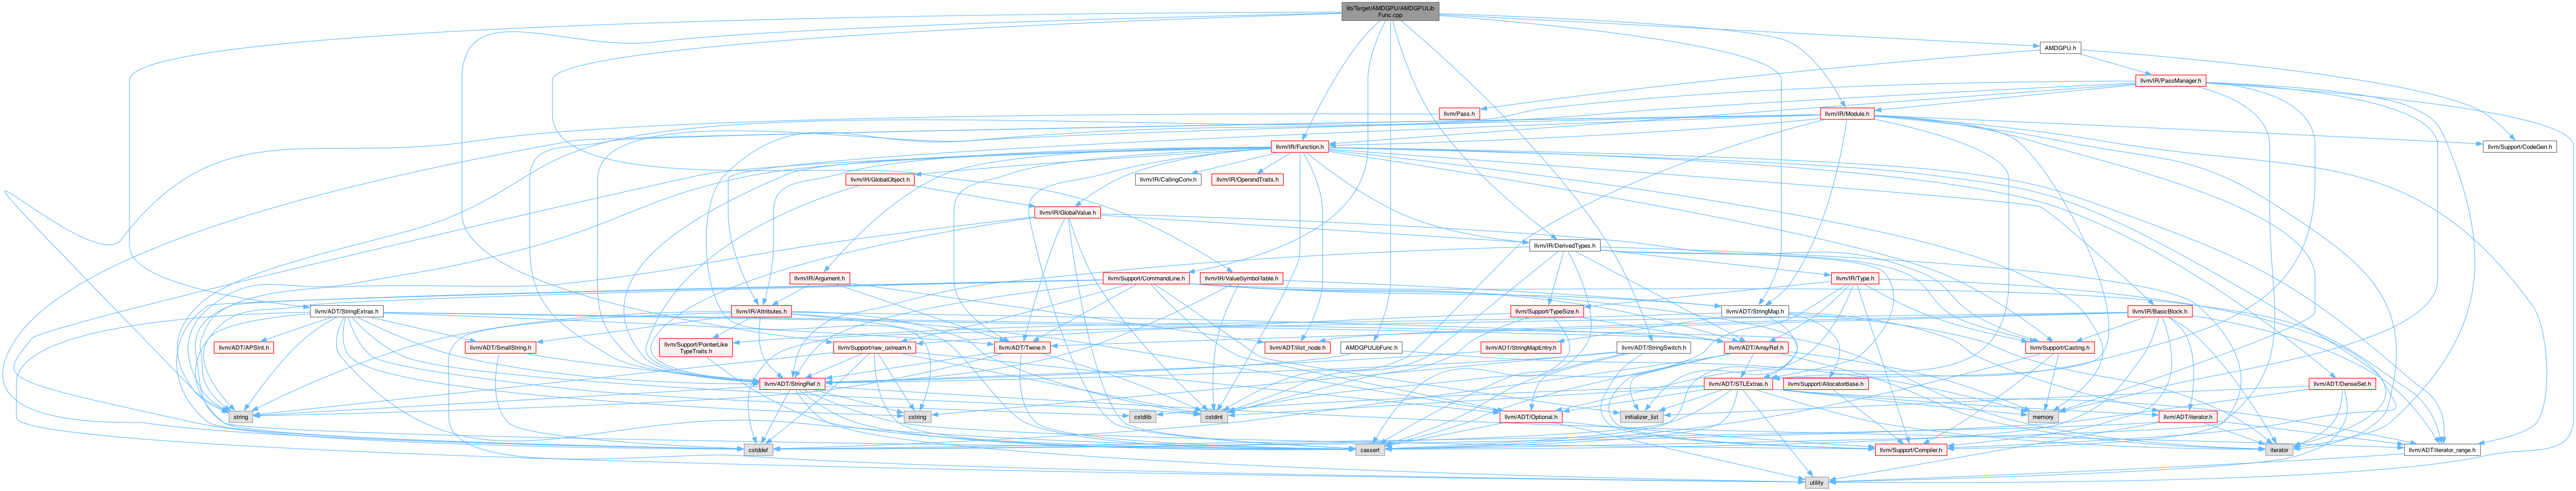 lib/Target/AMDGPU/AMDGPULib
Func.cpp
AMDGPU.h
llvm/IR/PassManager.h
llvm/Pass.h
llvm/IR/Module.h
llvm/IR/Function.h
llvm/Support/CodeGen.h
llvm/IR/GlobalObject.h
llvm/IR/CallingConv.h
llvm/IR/OperandTraits.h
llvm/IR/GlobalValue.h
llvm/IR/DerivedTypes.h
llvm/IR/Argument.h
llvm/Support/CommandLine.h
llvm/IR/ValueSymbolTable.h
llvm/IR/Type.h
llvm/ADT/StringExtras.h
llvm/IR/Attributes.h
llvm/Support/TypeSize.h
llvm/ADT/StringMap.h
llvm/IR/BasicBlock.h
llvm/ADT/APSInt.h
llvm/ADT/SmallString.h
llvm/Support/PointerLike
TypeTraits.h
llvm/Support/raw_ostream.h
llvm/ADT/Twine.h
llvm/ADT/ilist_node.h
AMDGPULibFunc.h
llvm/ADT/StringMapEntry.h
llvm/ADT/StringSwitch.h
llvm/ADT/ArrayRef.h
llvm/Support/Casting.h
llvm/ADT/StringRef.h
llvm/ADT/STLExtras.h
llvm/Support/AllocatorBase.h
llvm/ADT/DenseSet.h
string
cstring
cstdlib
cstdint
llvm/ADT/Optional.h
initializer_list
memory
llvm/ADT/iterator.h
cstddef
cassert
llvm/Support/Compiler.h
iterator
llvm/ADT/iterator_range.h
utility